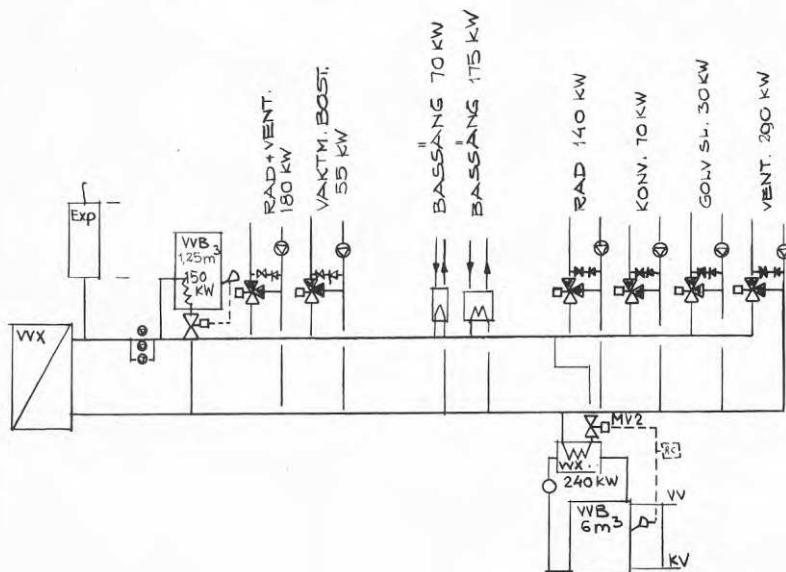 RAD+VENT.
180 KW
VAKTM. BOST.
55 KW
BASSÄNG 70 KW
BASSÄNG 175 KW
RAD 140 KW
KONV. 70 KW
GOLV SL. 30KW
VENT. 290 KW
Exp
VVB
1,25m³
150
KW
VVX
MV2
RC
VVX.
240 KW
VVB
6m³
VV
KV